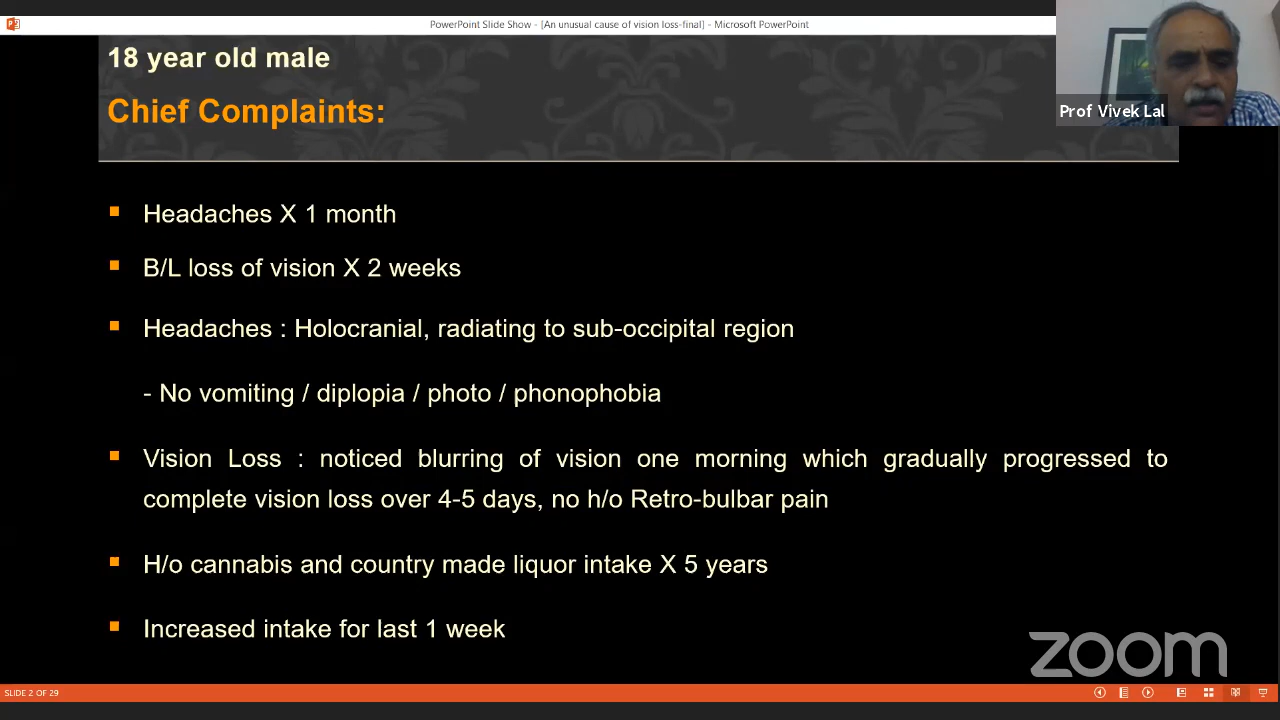 PowerPoint Slide Show - [An unusual cause of vision loss-final] - Microsoft PowerPoint
18 year old male
Chief Complaints:
Prof Vivek Lal
Headaches X 1 month
B/L loss of vision X 2 weeks
Headaches : Holocranial, radiating to sub-occipital region
- No vomiting / diplopia / photo / phonophobia
Vision Loss : noticed blurring of vision one morning which gradually progressed to
complete vision loss over 4-5 days, no h/o Retro-bulbar pain
H/o cannabis and country made liquor intake X 5 years
Increased intake for last 1 week
zoom
SLIDE 2 OF 29